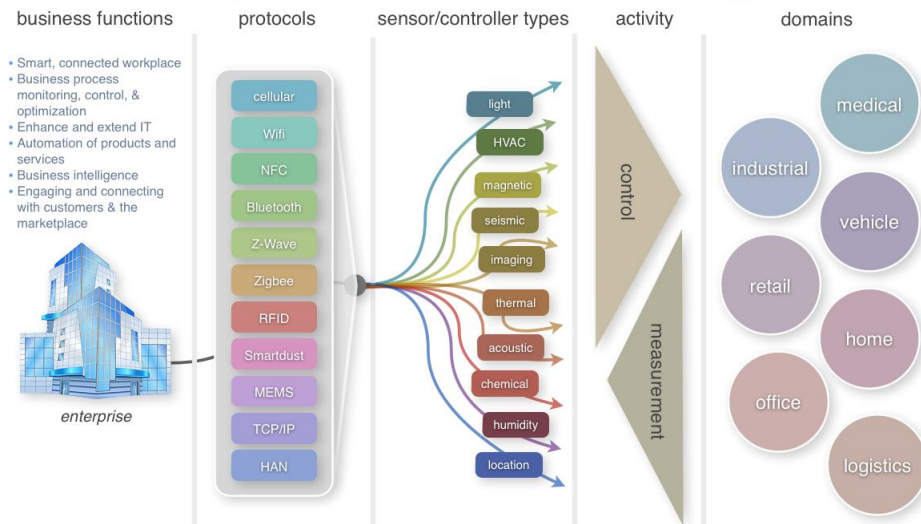 business functions
protocols
sensor/controller types
activity
domains
• Smart, connected workplace
• Business process
monitoring, control, &
optimization
• Enhance and extend IT
• Automation of products and
services
• Business intelligence
• Engaging and connecting
with customers & the
marketplace
enterprise
cellular
Wifi
NFC
Bluetooth
Z-Wave
Zigbee
RFID
Smartdust
MEMS
TCP/IP
HAN
light
HVAC
magnetic
seismic
imaging
thermal
acoustic
chemical
humidity
location
control
measurement
medical
industrial
vehicle
retail
home
office
logistics